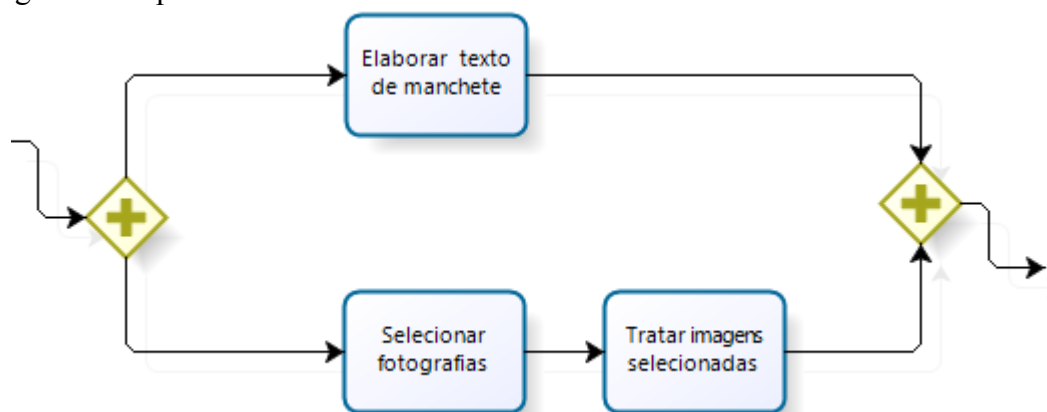 Elaborar texto
de manchete
Selecionar
fotografias
Tratar imagens
selecionadas